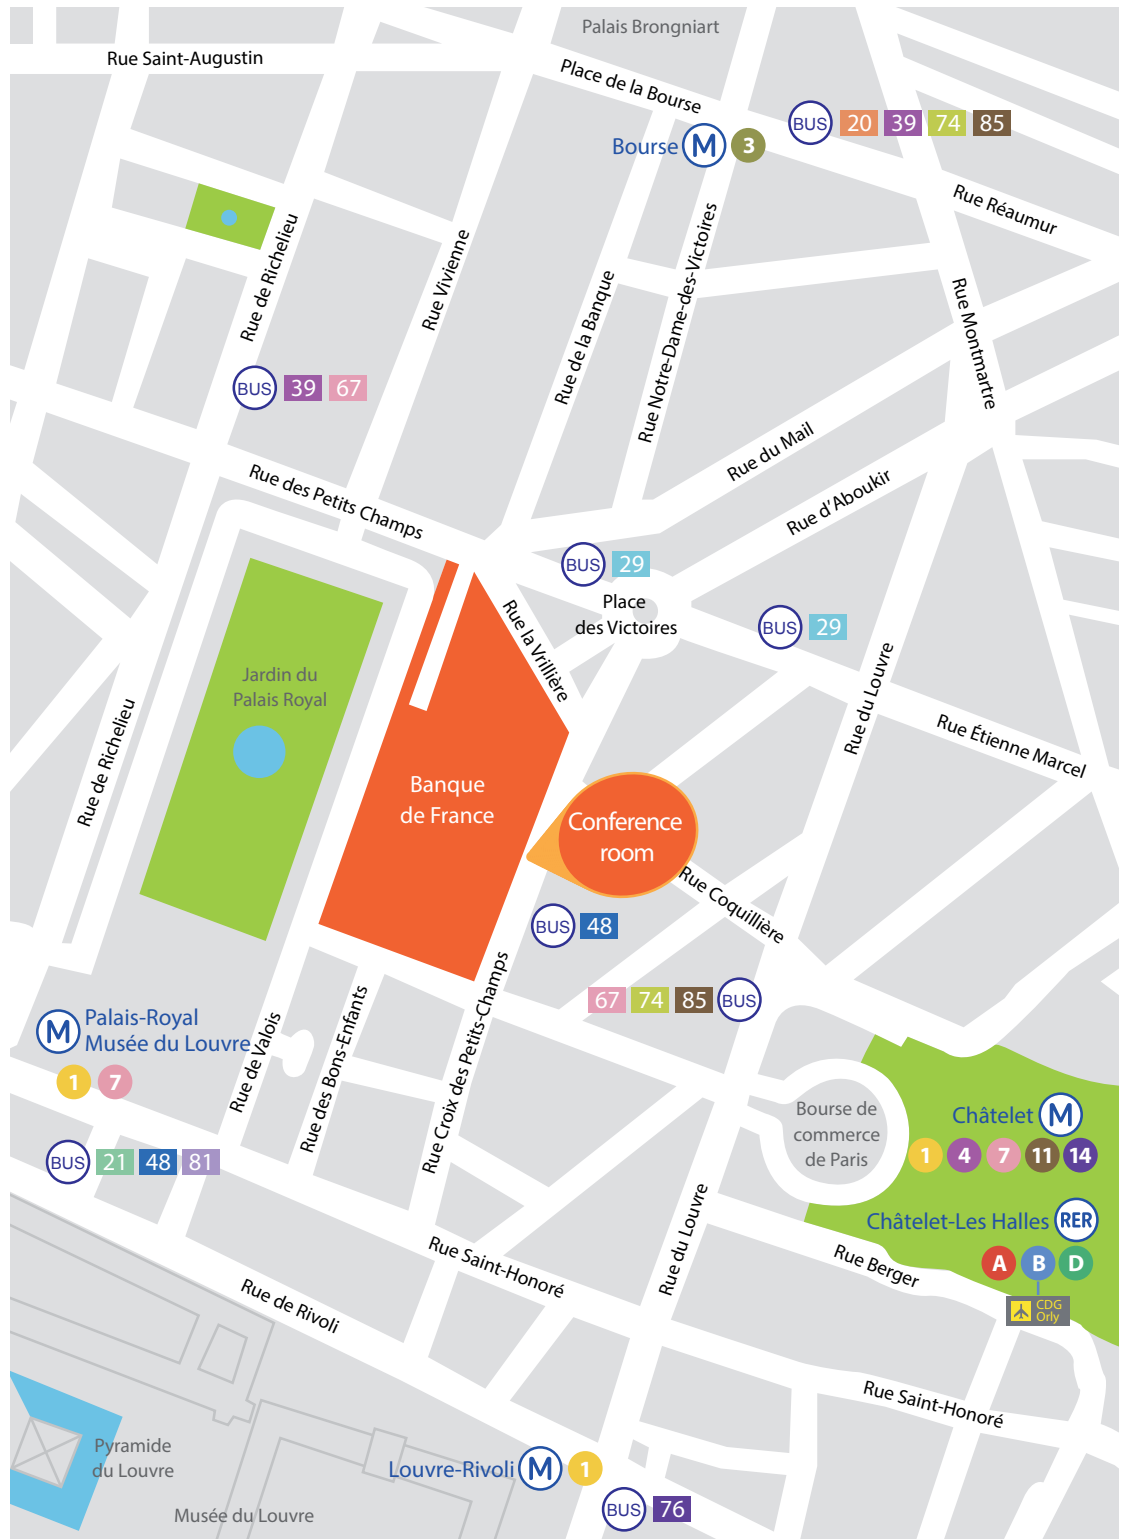 Palais Brongniart
Rue Saint-Augustin
Place de la Bourse
BUS 20 39 74 85
Bourse M 3
Rue Réaumur
Rue de Richelieu
Rue Vivienne
Rue de la Banque
Rue Notre-Dame-des-Victoires
Rue Montmartre
BUS 39 67
Rue du Mail
Rue des Petits Champs
Rue d'Aboukir
BUS 29
Place
des Victoires
BUS 29
Rue la Vrillière
Jardin du
Palais Royal
Rue du Louvre
Rue de Richelieu
Rue Étienne Marcel
Banque
de France
Conference
room
Rue Coquillière
BUS 48
67 74 85 BUS
Rue Croix des Petits-Champs
M Palais-Royal
Musée du Louvre
1 7
Rue de Valois
Rue des Bons-Enfants
Bourse de
commerce
de Paris
Châtelet M
1 4 7 11 14
BUS 21 48 81
Châtelet-Les Halles RER
A B D
CDG
Orly
Rue du Louvre
Rue Saint-Honoré
Rue Berger
Rue de Rivoli
Rue Saint-Honoré
Pyramide
du Louvre
Louvre-Rivoli M 1
Musée du Louvre
BUS 76